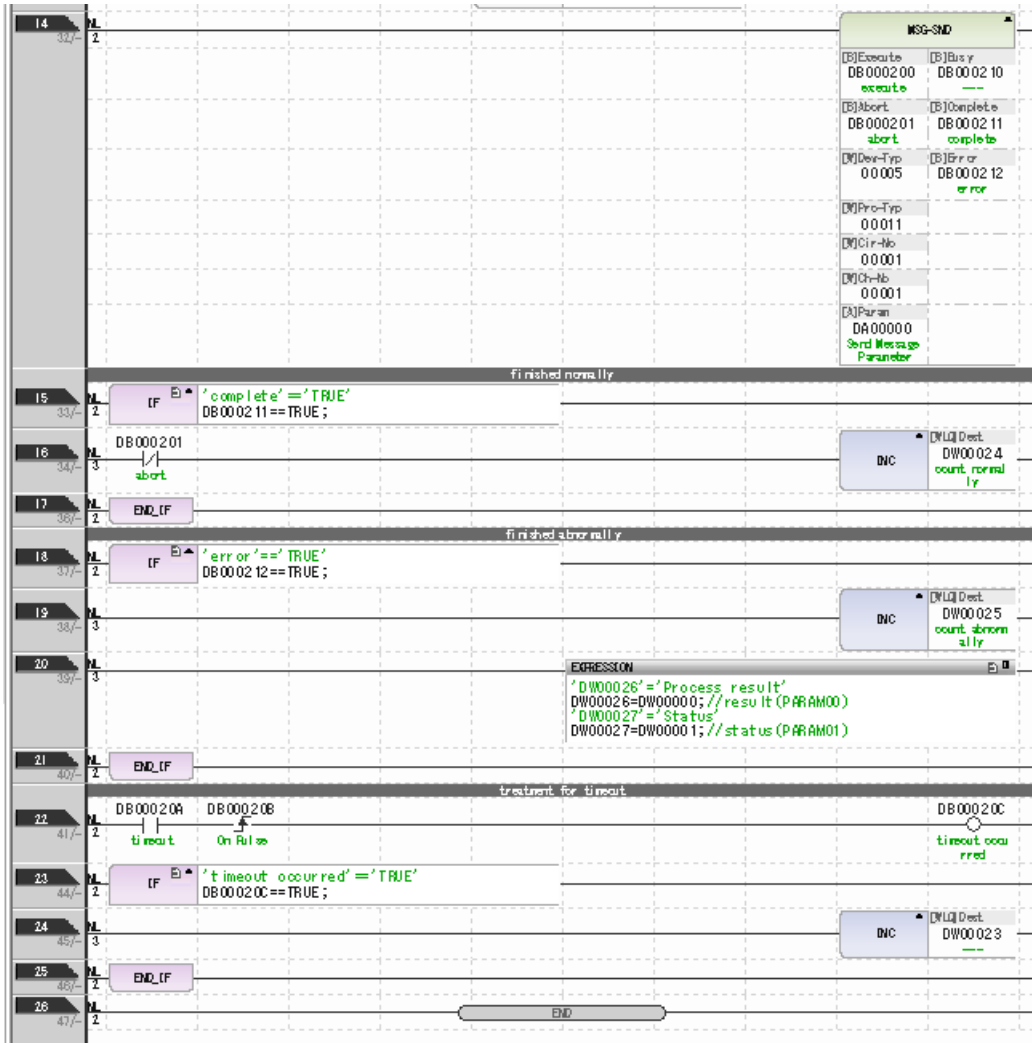 14 NL MSG-SND
32/- 2
[B]Execute [B]Busy
DB000200 DB000210
execute ----
[B]Abort [B]Complete
DB000201 DB000211
abort complete
[W]Dev-Typ [B]Error
00005 DB000212
error
[W]Pro-Typ
00011
[W]Cir-No
00001
[W]Ch-No
00001
[A]Param
DA00000
Send Message
Parameter
finished normally
15 NL IF 'complete'=='TRUE'
33/- 2 DB000211==TRUE;
16 NL DB000201 INC [WLQ]Dest
34/- 3 abort DW00024
count normal
ly
17 NL END_IF
36/- 2
finished abnormally
18 NL IF 'error'=='TRUE'
37/- 2 DB000212==TRUE;
19 NL INC [WLQ]Dest
38/- 3 DW00025
count abnorm
ally
20 NL EXPRESSION
39/- 3
'DW00026'='Process result'
DW00026=DW00000;//result(PARAM00)
'DW00027'='Status'
DW00027=DW00001;//status(PARAM01)
21 NL END_IF
40/- 2
treatment for timeout
22 NL DB00020A DB00020B DB00020C
41/- 2 timeout On Pulse timeout occu
rred
23 NL IF 'timeout occurred'=='TRUE'
44/- 2 DB00020C==TRUE;
24 NL INC [WLQ]Dest
45/- 3 DW00023
----
25 NL END_IF
46/- 2
26 NL END
47/- 2